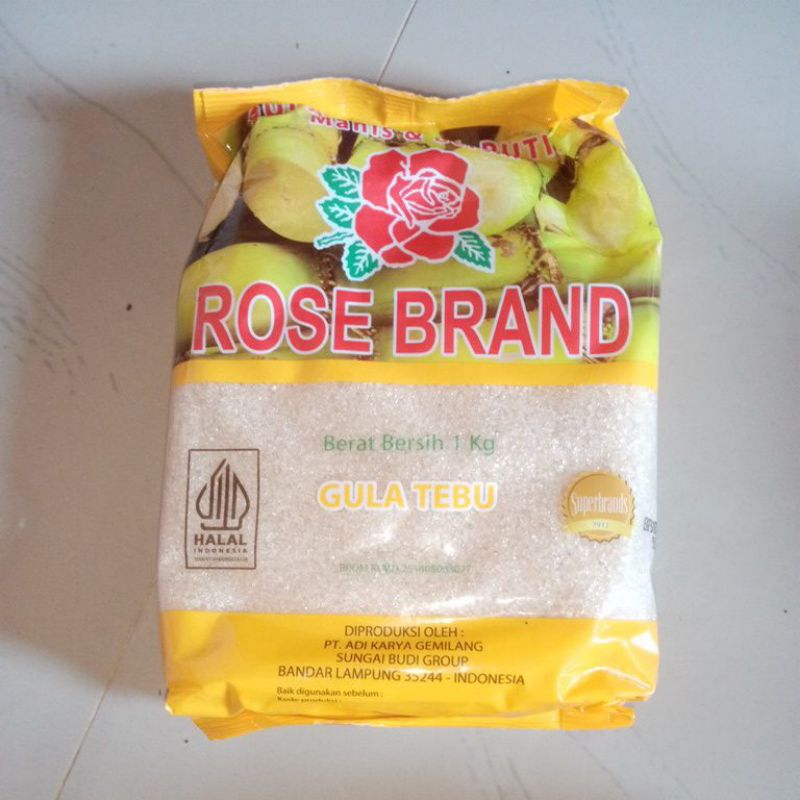 Manis &
ROSE BRAND
Berat Bersih 1 Kg
GULA TEBU
HALAL
INDONESIA
Superbrands
DIPRODUKSI OLEH :
PT. ADI KARYA GEMILANG
SUNGAI BUDI GROUP
BANDAR LAMPUNG 35244 - INDONESIA
Baik digunakan sebelum :